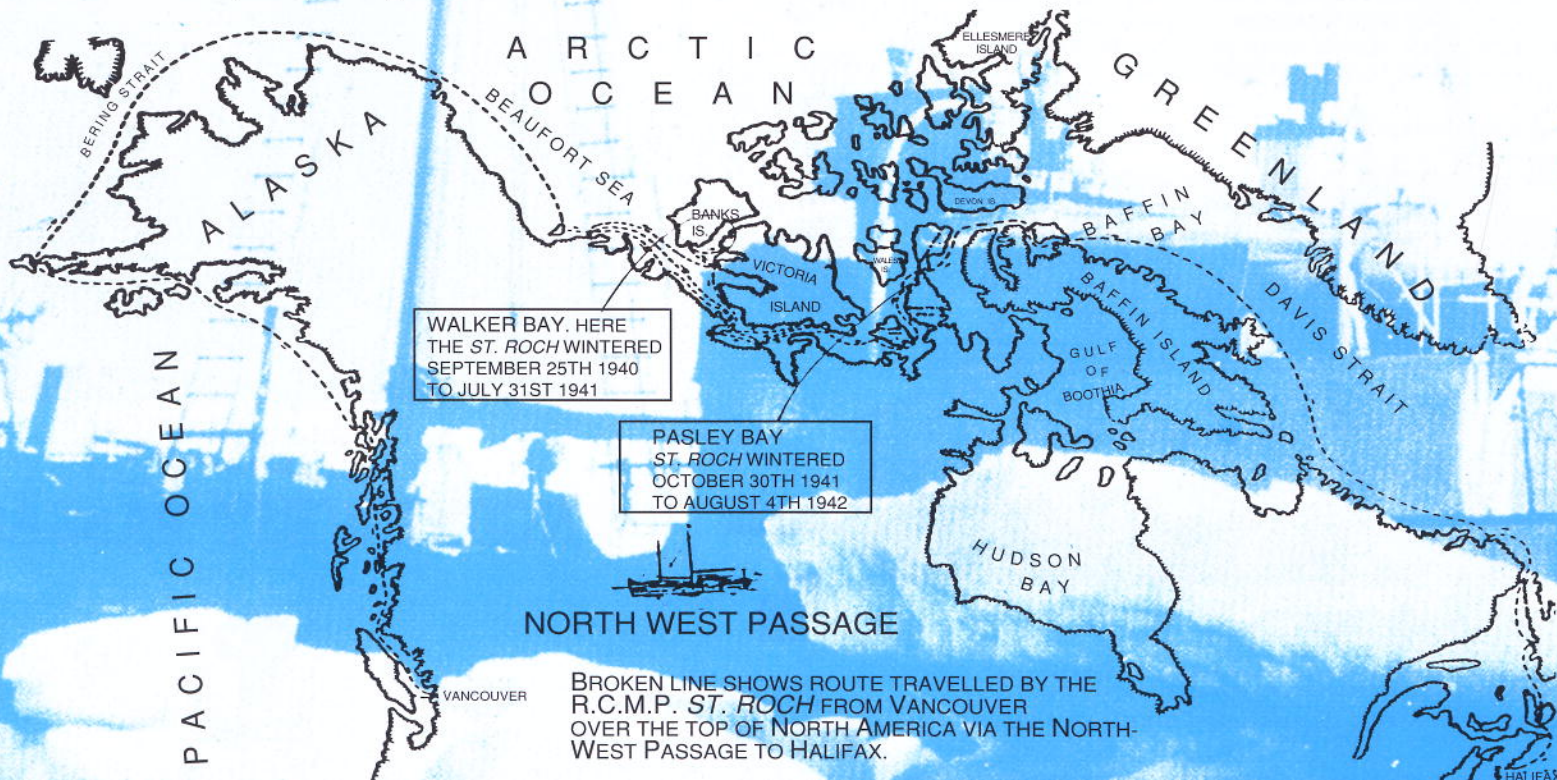 ARCTIC
OCEAN
ELLESMERE
ISLAND
GREENLAND
BERING STRAIT
BEAUFORT SEA
ALASKA
BANKS
IS.
DEVON IS.
BAFFIN
BAY
VICTORIA
ISLAND
WALES
IS.
BAFFIN ISLAND
DAVIS STRAIT
GULF
OF
BOOTHIA
WALKER BAY. HERE
THE ST. ROCH WINTERED
SEPTEMBER 25TH 1940
TO JULY 31ST 1941
PASLEY BAY
ST. ROCH WINTERED
OCTOBER 30TH 1941
TO AUGUST 4TH 1942
PACIFIC OCEAN
HUDSON
BAY
NORTH WEST PASSAGE
VANCOUVER
BROKEN LINE SHOWS ROUTE TRAVELLED BY THE
R.C.M.P. ST. ROCH FROM VANCOUVER
OVER THE TOP OF NORTH AMERICA VIA THE NORTH-
WEST PASSAGE TO HALIFAX.
HALIFAX